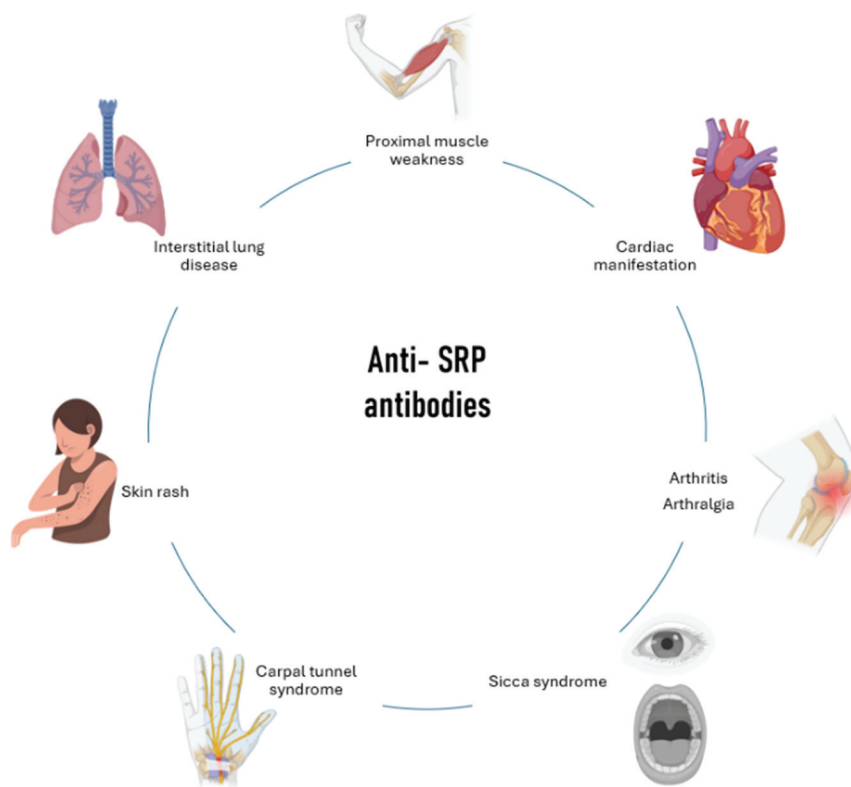 Proximal muscle
weakness
Interstitial lung
disease
Cardiac
manifestation
Anti- SRP
antibodies
Skin rash
Arthritis
Arthralgia
Carpal tunnel
syndrome
Sicca syndrome